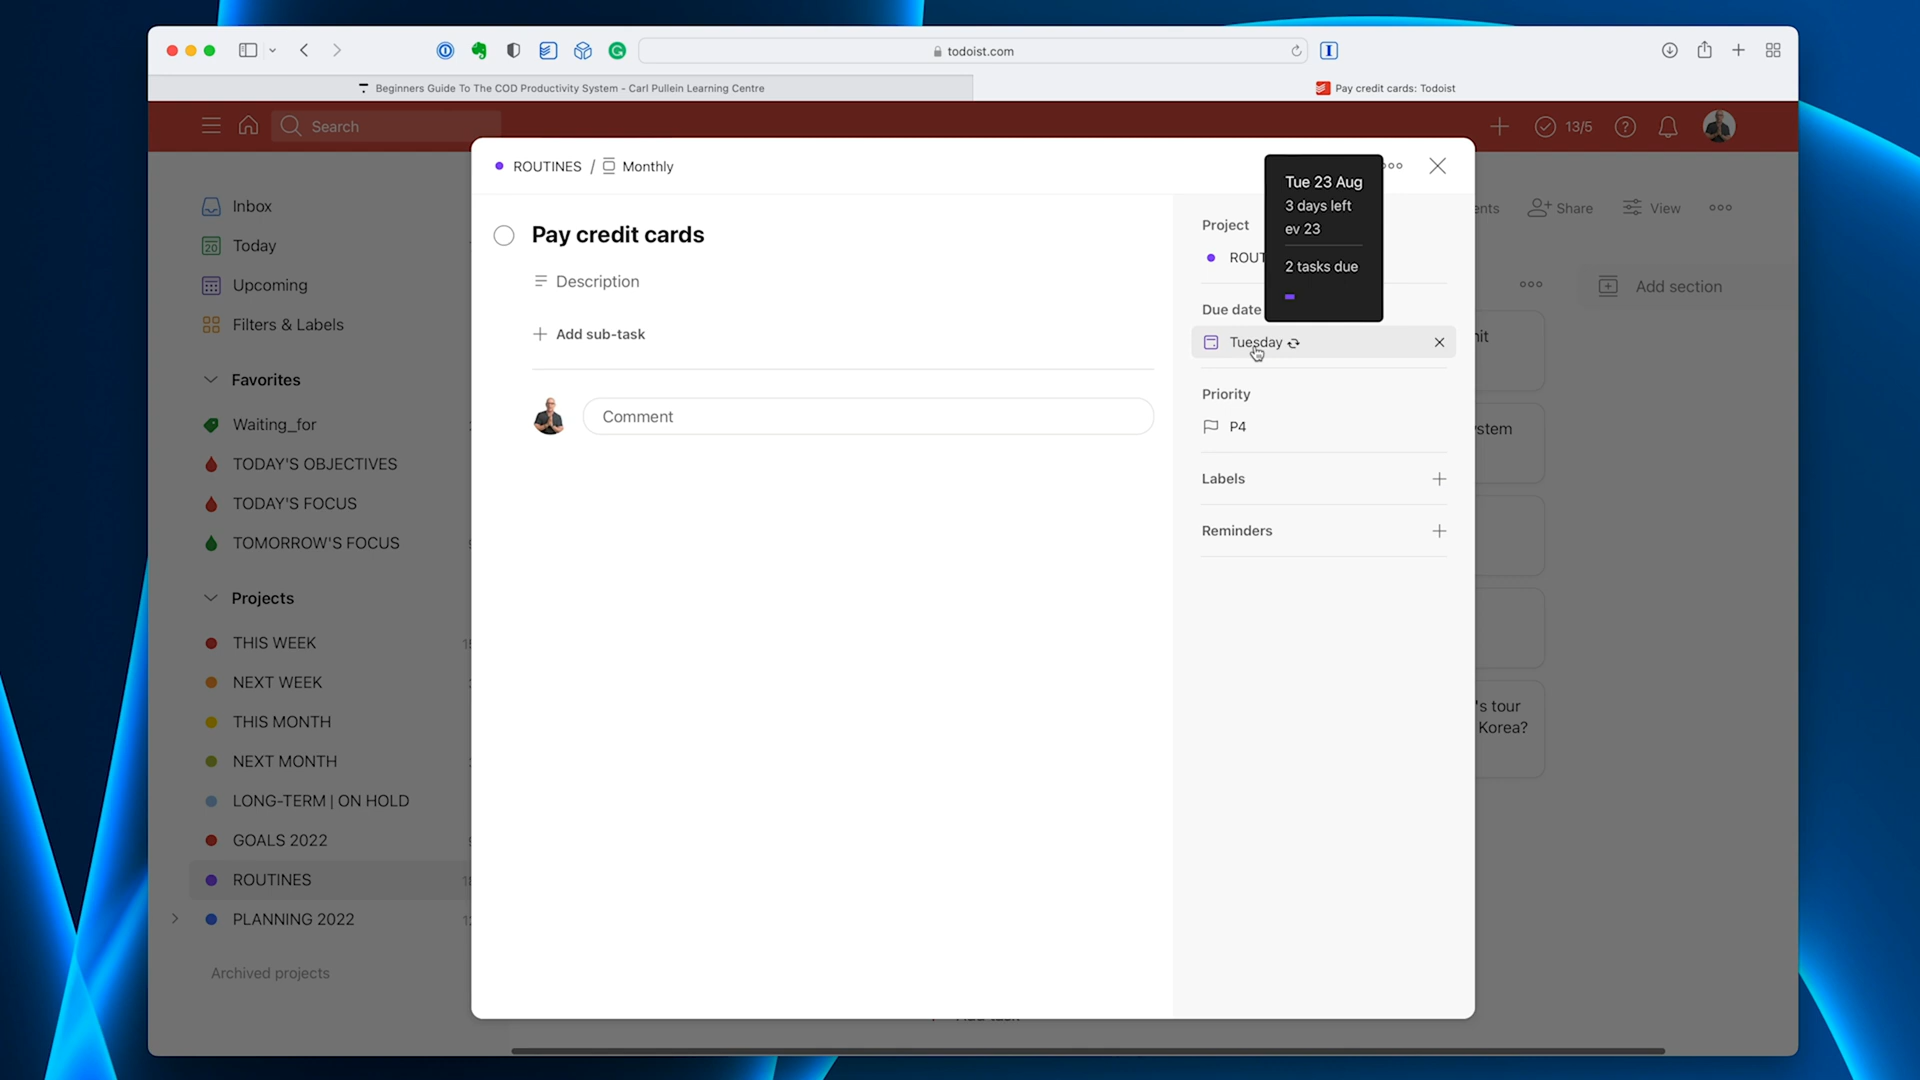 todoist.com
Beginners Guide To The COD Productivity System - Carl Pullein Learning Centre
Pay credit cards: Todoist
Search
13/5
ROUTINES / Monthly
Tue 23 Aug
3 days left
ev 23
2 tasks due
Pay credit cards
Description
Add sub-task
Comment
Project
ROUT
Due date
Tuesday
Priority
P4
Labels
Reminders
Share
View
Add section
's tour
Korea?
20
Inbox
Today
Upcoming
Filters & Labels
Favorites
Waiting_for
TODAY'S OBJECTIVES
TODAY'S FOCUS
TOMORROW'S FOCUS
Projects
THIS WEEK
NEXT WEEK
THIS MONTH
NEXT MONTH
LONG-TERM | ON HOLD
GOALS 2022
ROUTINES
PLANNING 2022
Archived projects